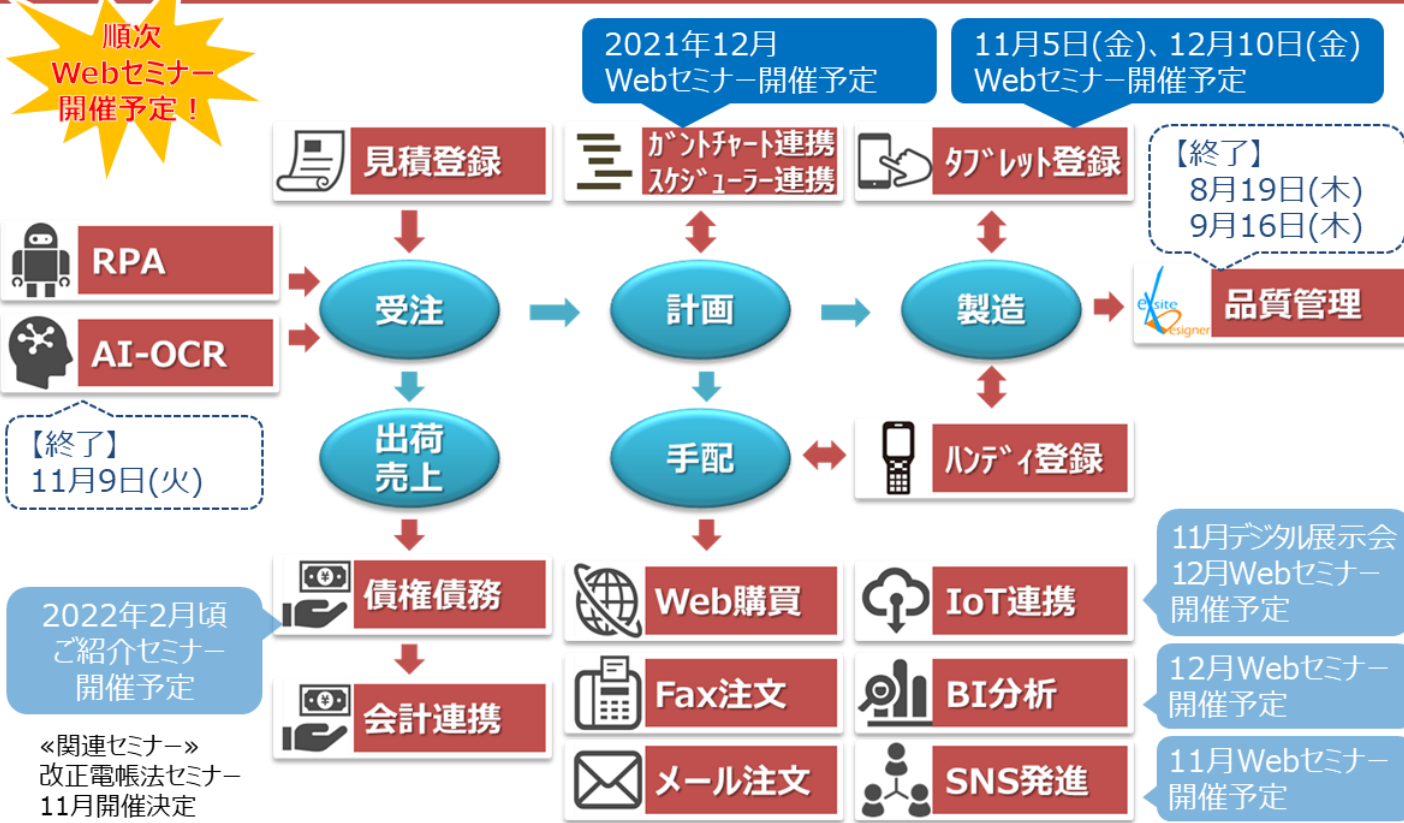 順次
Webセミナー
開催予定！
2021年12月
Webセミナー開催予定
11月5日(金)、12月10日(金)
Webセミナー開催予定
見積登録
ｶﾞﾝﾄﾁｬｰﾄ連携
ｽｹｼﾞｭｰﾗｰ連携
ﾀﾌﾞﾚｯﾄ登録
【終了】
8月19日(木)
9月16日(木)
RPA
AI-OCR
受注
計画
製造
eXsite
Designer
品質管理
【終了】
11月9日(火)
出荷
売上
手配
ﾊﾝﾃﾞｨ登録
2022年2月頃
ご紹介セミナー
開催予定
債権債務
Web購買
IoT連携
11月デジタル展示会
12月Webセミナー
開催予定
会計連携
Fax注文
BI分析
12月Webセミナー
開催予定
≪関連セミナー≫
改正電帳法セミナー
11月開催決定
メール注文
SNS発進
11月Webセミナー
開催予定